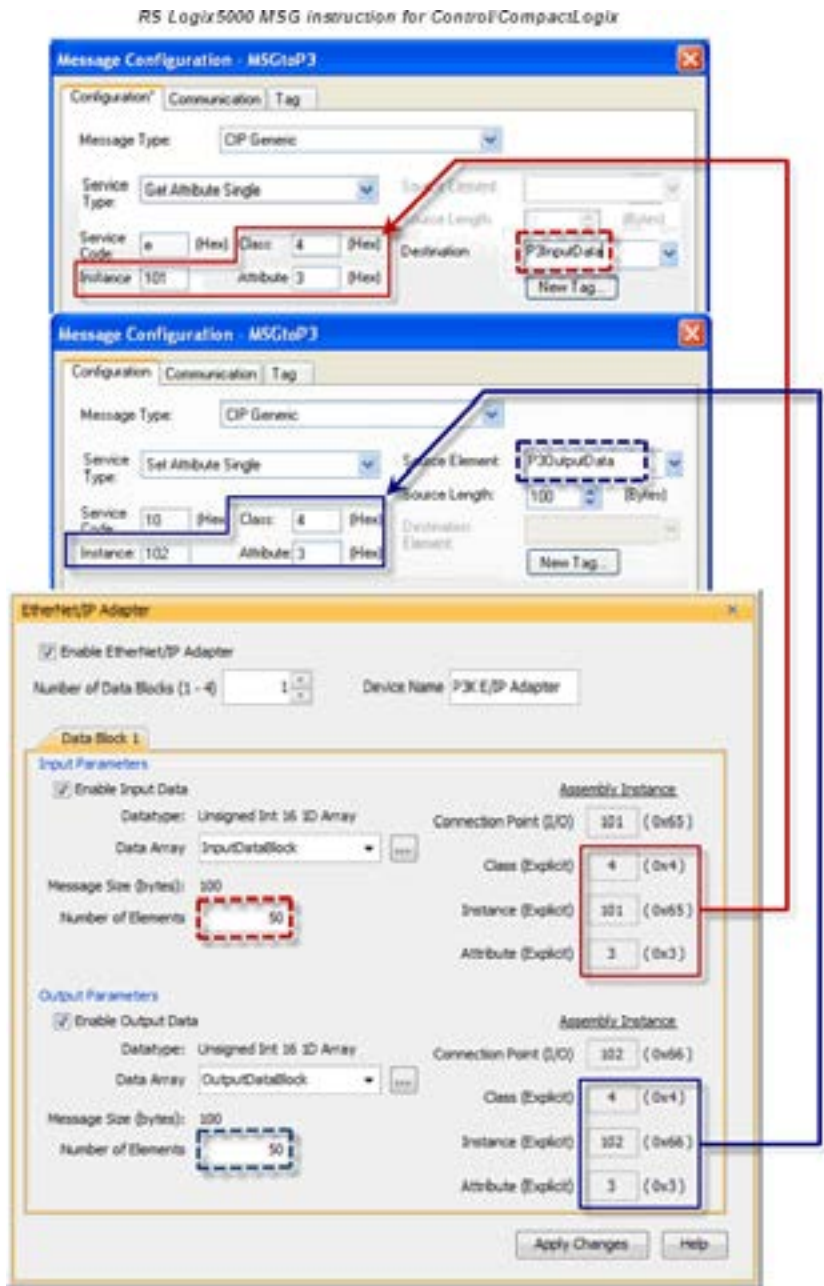 RS Logix5000 MSG instruction for Control/CompactLogix
Message Configuration - MSGtoP3
Configuration* Communication Tag
Message Type: CIP Generic
Service Type: Get Attribute Single Source Element
Source Length: (Bytes)
Service Code: e (Hex) Class: 4 (Hex) Destination P3InputData
Instance 101 Attribute 3 (Hex) New Tag...
Message Configuration - MSGtoP3
Configuration Communication Tag
Message Type: CIP Generic
Service Type: Set Attribute Single Source Element: P3OutputData
Source Length: 100 (Bytes)
Service Code: 10 (Hex) Class: 4 (Hex) Destination Element:
Instance: 102 Attribute: 3 (Hex) New Tag...
EtherNet/IP Adapter
Enable EtherNet/IP Adapter
Number of Data Blocks (1 - 4) 1 Device Name P3K E/IP Adapter
Data Block 1
Input Parameters
Enable Input Data Assembly Instance
Datatype: Unsigned Int 16 1D Array Connection Point (I/O) 101 (0x65)
Data Array InputDataBlock ... Class (Explicit) 4 (0x4)
Message Size (bytes): 100
Number of Elements 50 Instance (Explicit) 101 (0x65)
Attribute (Explicit) 3 (0x3)
Output Parameters
Enable Output Data Assembly Instance
Datatype: Unsigned Int 16 1D Array Connection Point (I/O) 102 (0x66)
Data Array OutputDataBlock ... Class (Explicit) 4 (0x4)
Message Size (bytes): 100
Number of Elements 50 Instance (Explicit) 102 (0x66)
Attribute (Explicit) 3 (0x3)
Apply Changes Help